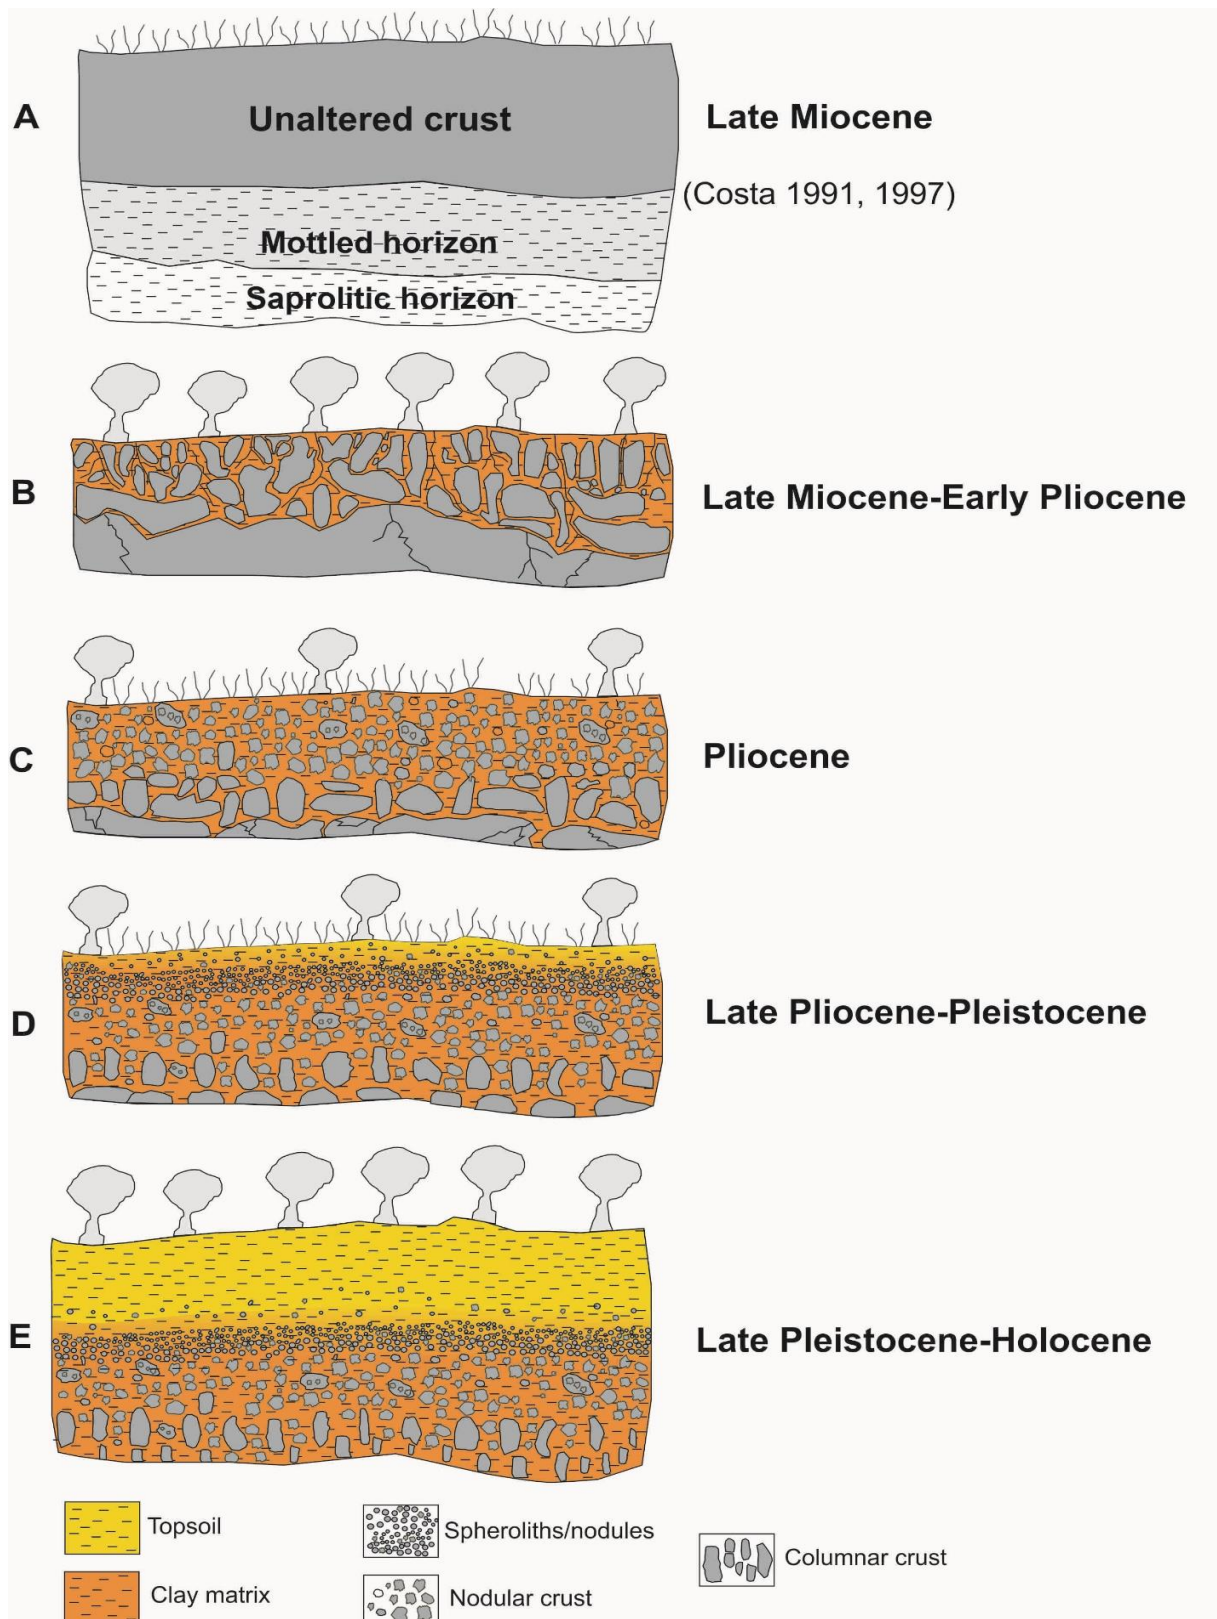 A
Unaltered crust
Late Miocene
(Costa 1991, 1997)
Mottled horizon
Saprolitic horizon
B
Late Miocene-Early Pliocene
C
Pliocene
D
Late Pliocene-Pleistocene
E
Late Pleistocene-Holocene
Topsoil
Spheroliths/nodules
Columnar crust
Clay matrix
Nodular crust